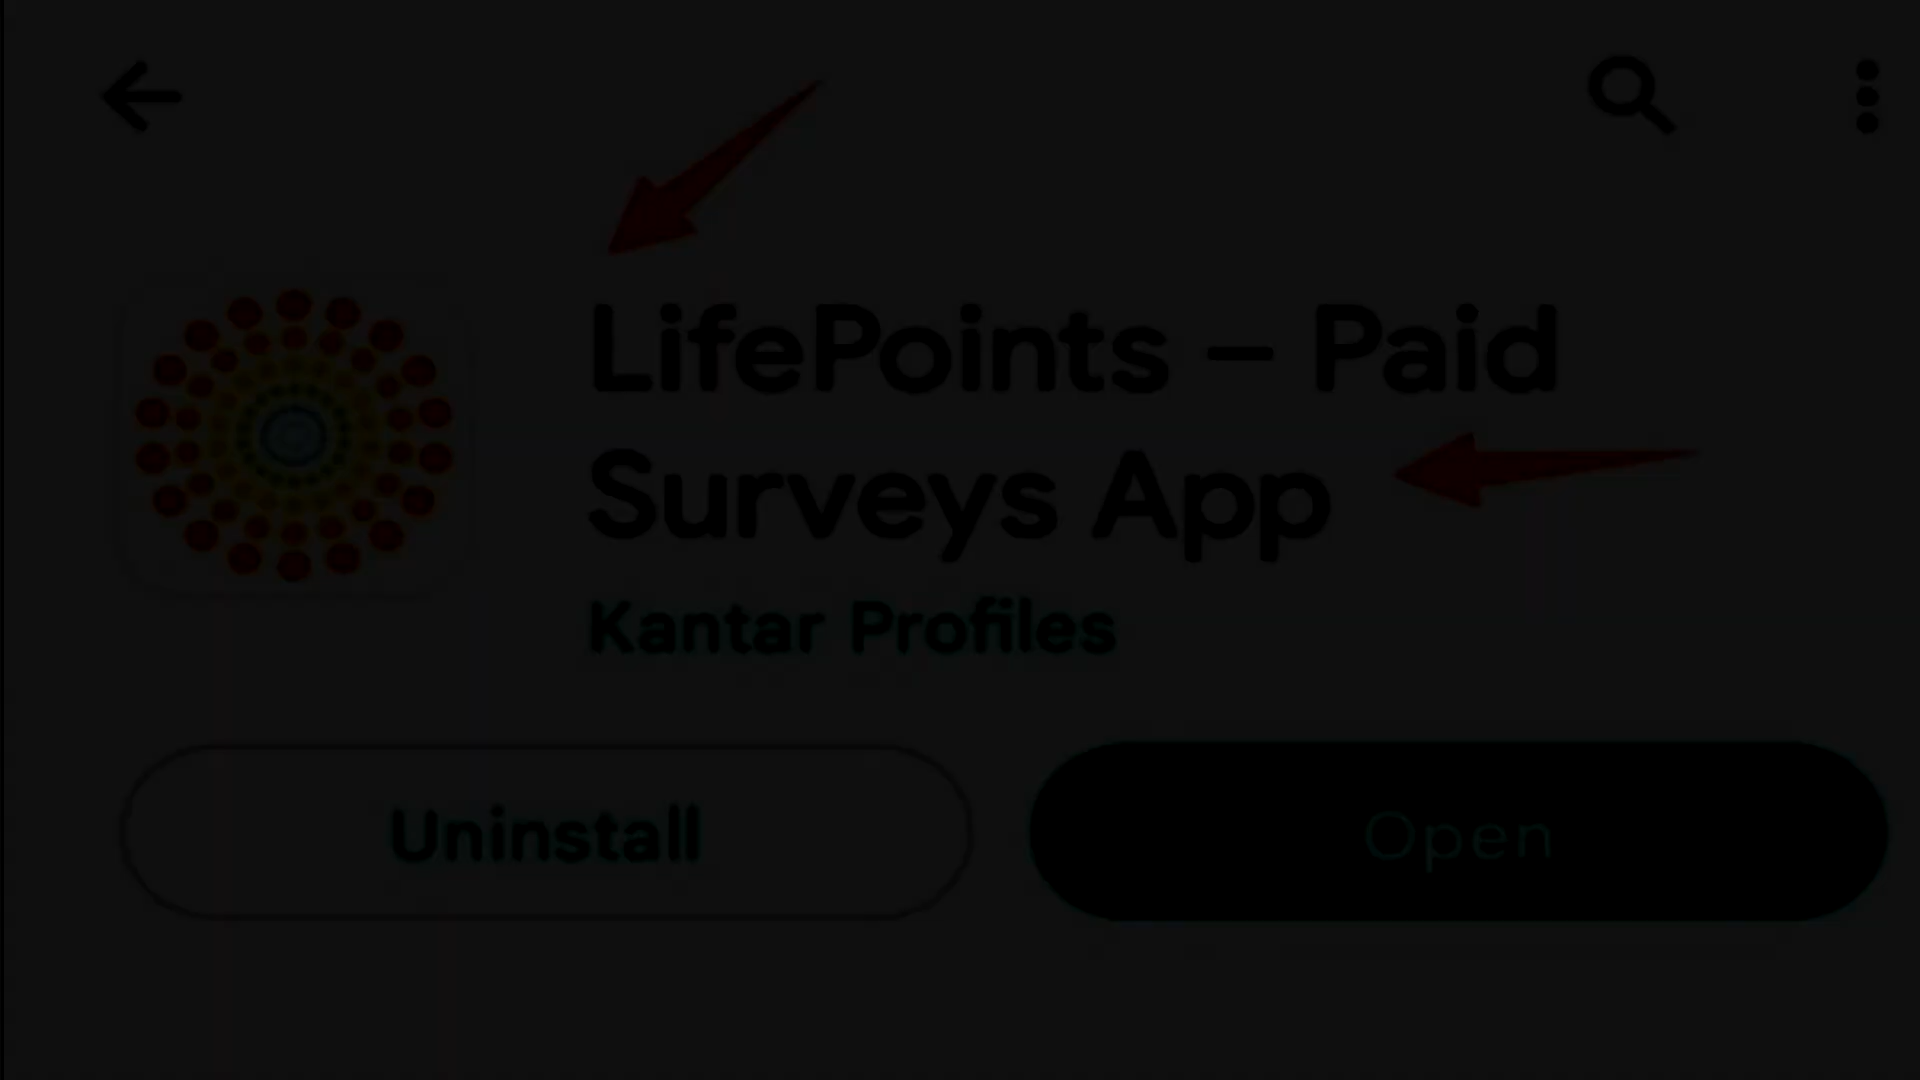 LifePoints – Paid
Surveys App
Kantar Profiles
Uninstall
Open